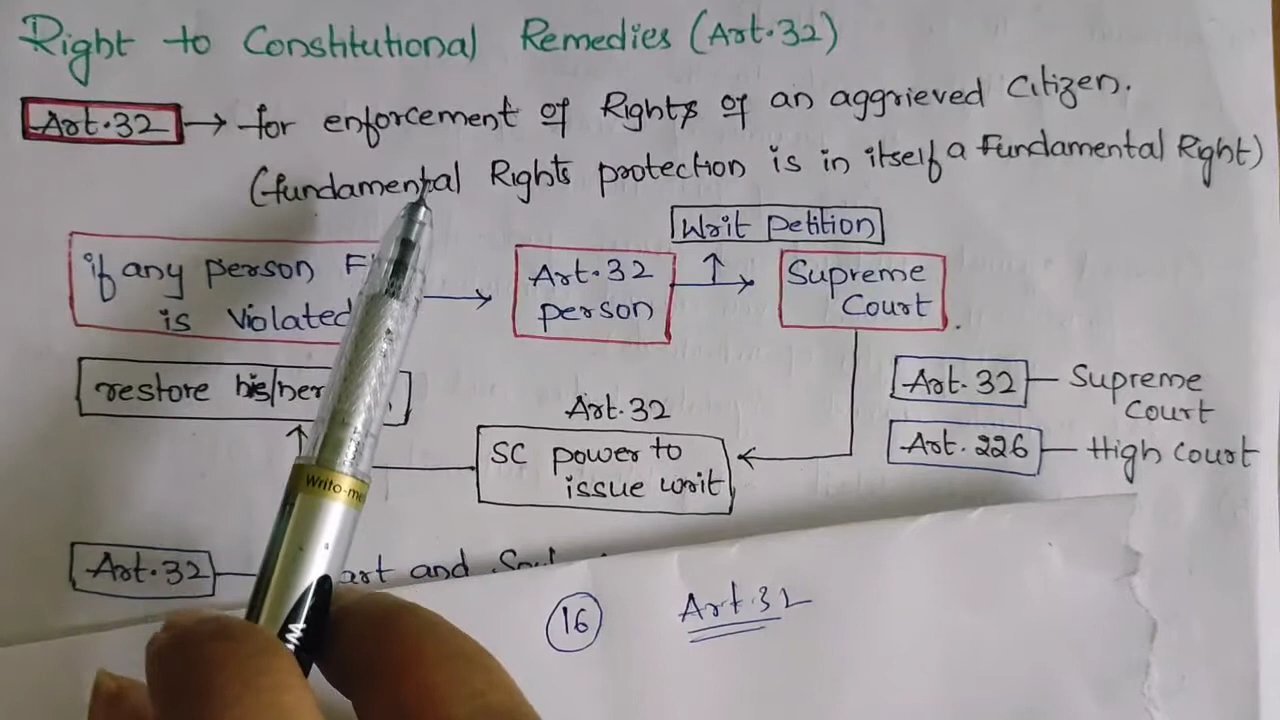 Right to Constitutional Remedies (Art.32)
Art.32 → for enforcement of Rights of an aggrieved Citizen.
(fundamental Rights protection is in itself a Fundamental Right)
Writ Petition
if any person
is violated
Art.32
person
Supreme
Court
restore his/her
Art.32
SC power to
issue writ
Art.32 — Supreme
Court
Art.226 — High Court
Art.32 and
16 Art.32
Write-m